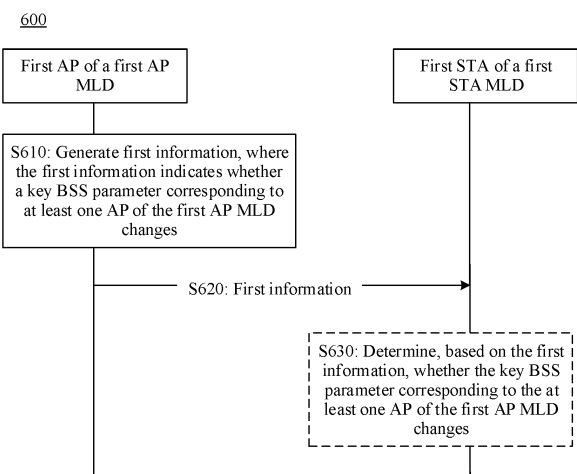 600
First AP of a first AP
MLD
First STA of a first
STA MLD
S610: Generate first information, where
the first information indicates whether
a key BSS parameter corresponding to
at least one AP of the first AP MLD
changes
S620: First information
S630: Determine, based on the first
information, whether the key BSS
parameter corresponding to the at
least one AP of the first AP MLD
changes